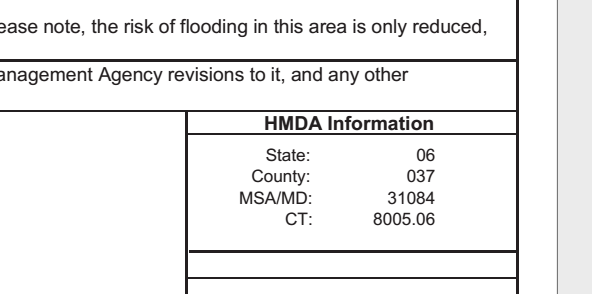 ease note, the risk of flooding in this area is only reduced,
anagement Agency revisions to it, and any other
HMDA Information
State: 06
County: 037
MSA/MD: 31084
CT: 8005.06